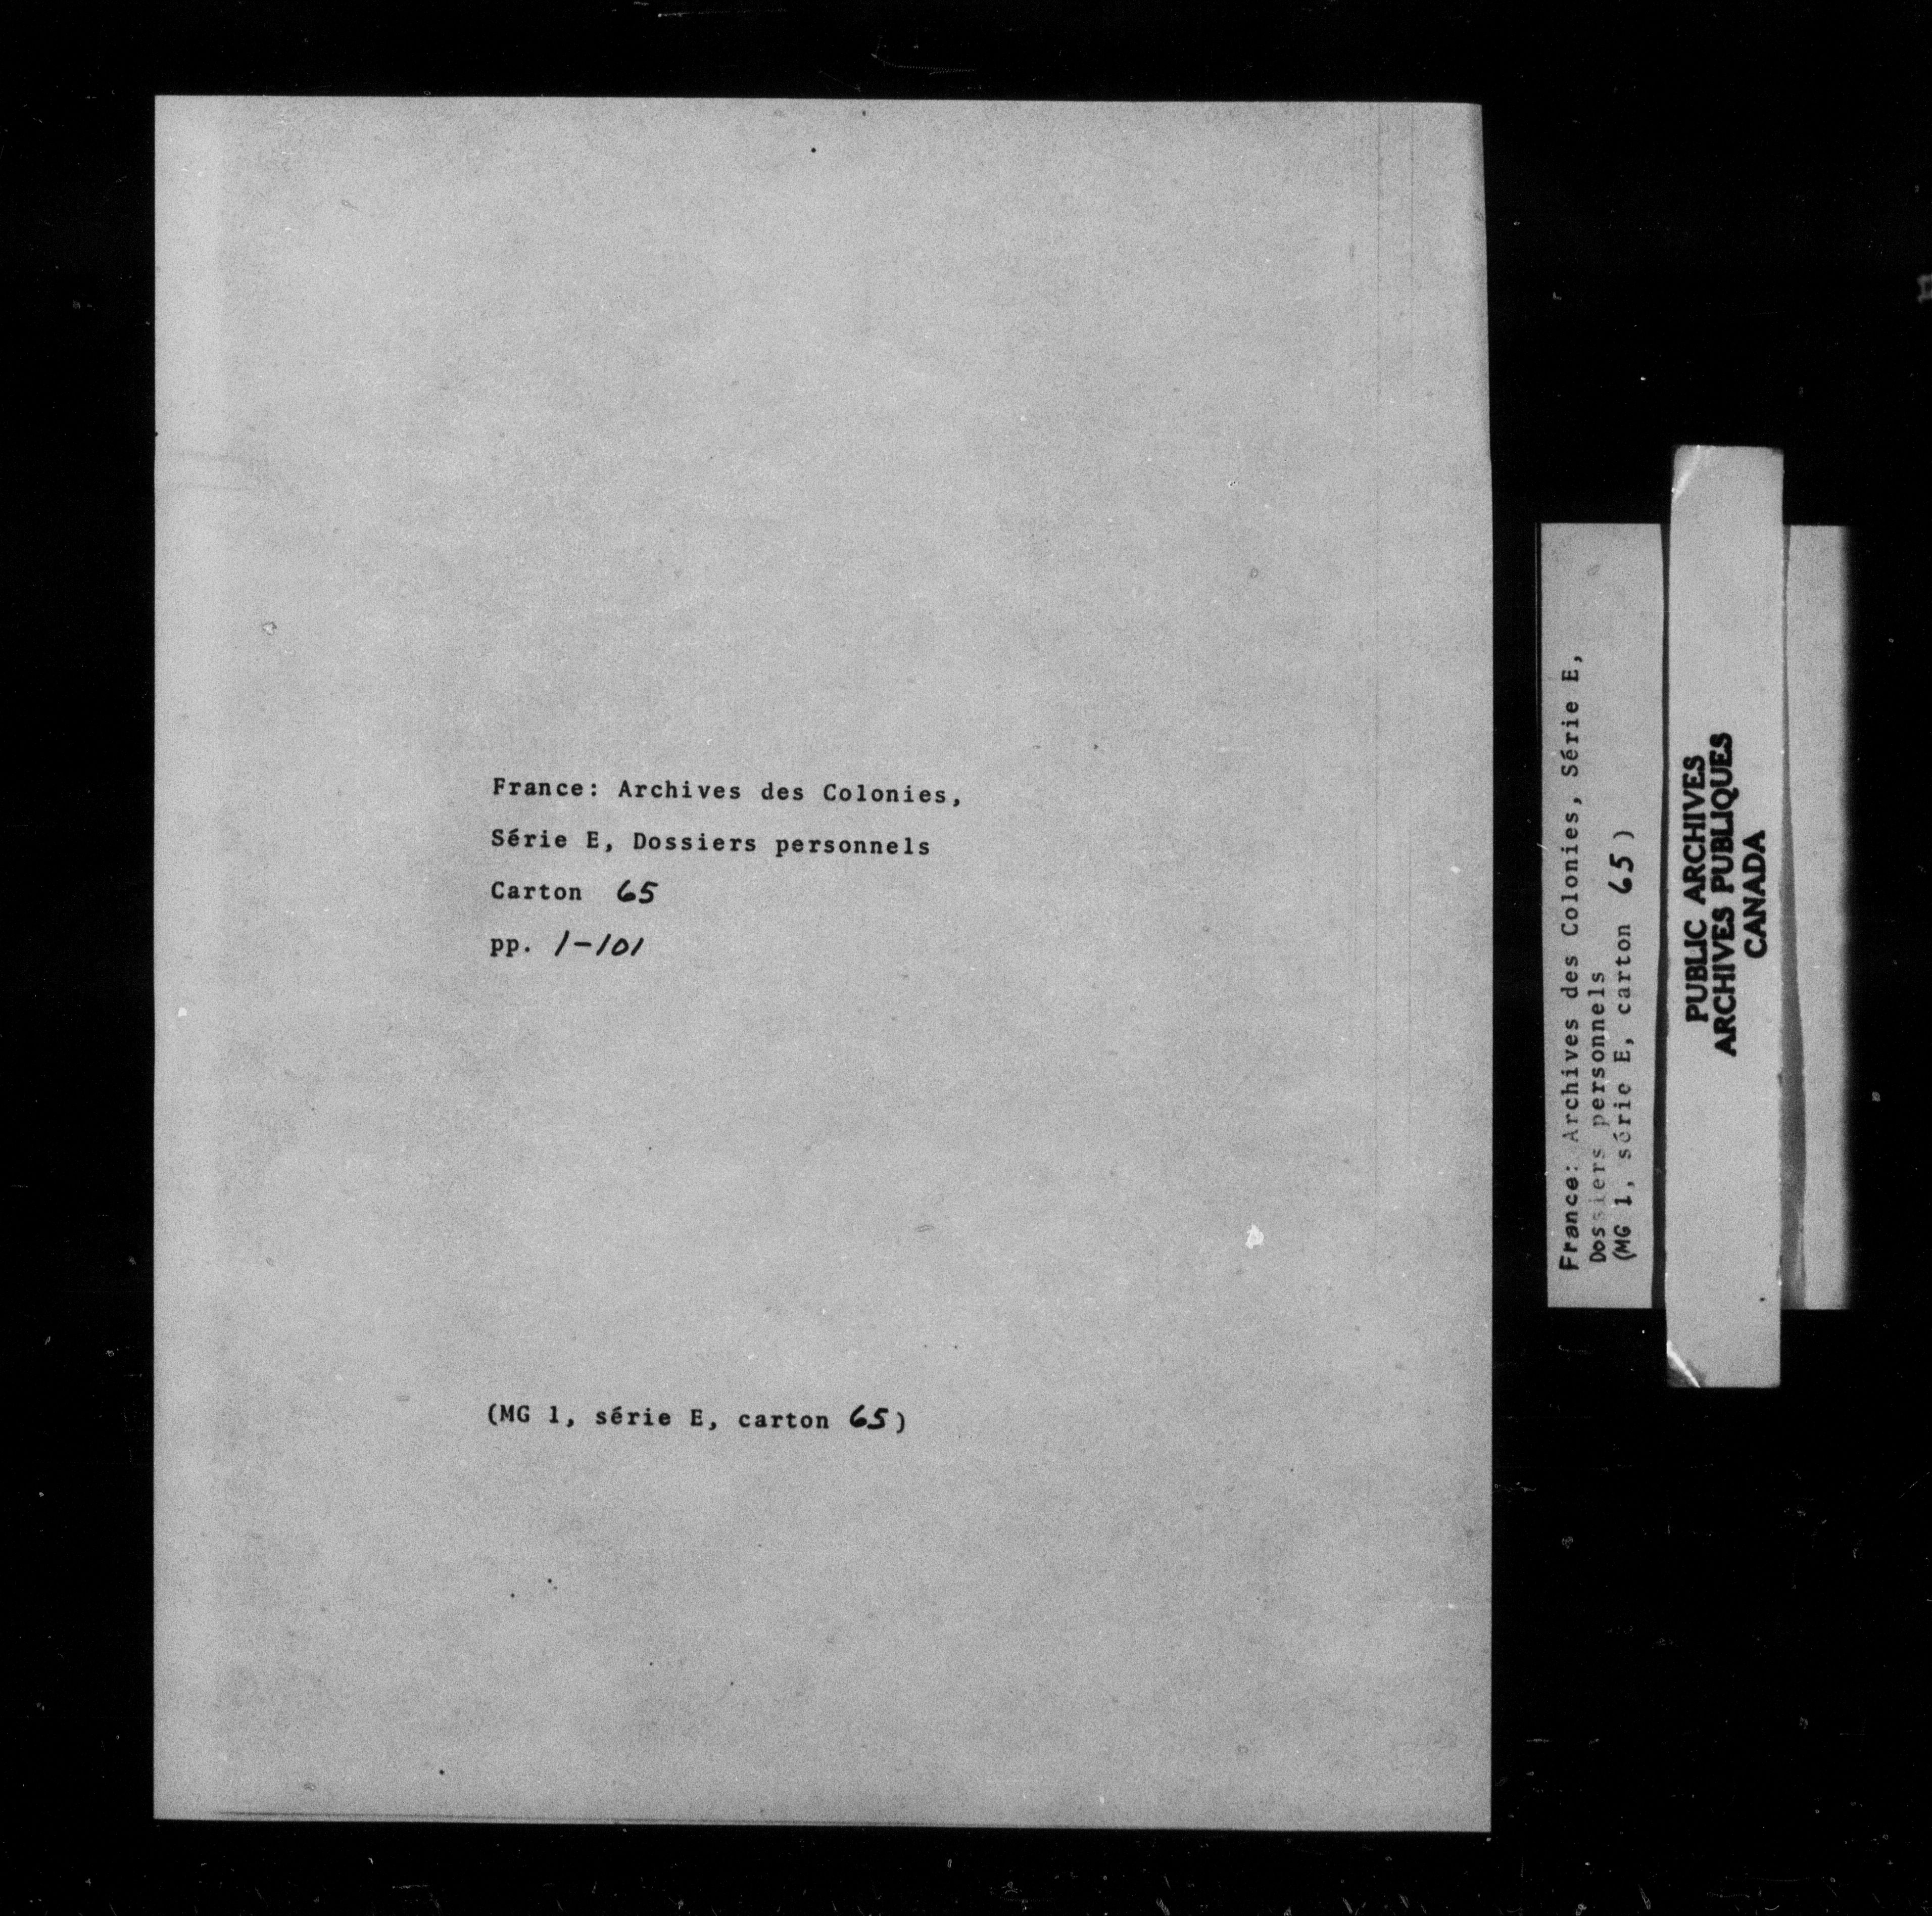 France: Archives des Colonies,
Série E, Dossiers personnels
Carton 65
pp. 1-101
(MG 1, série E, carton 65)
France: Archives des Colonies, Série E,
Dossiers personnels
(MG 1, série E, carton 65)
PUBLIC ARCHIVES
ARCHIVES PUBLIQUES
CANADA